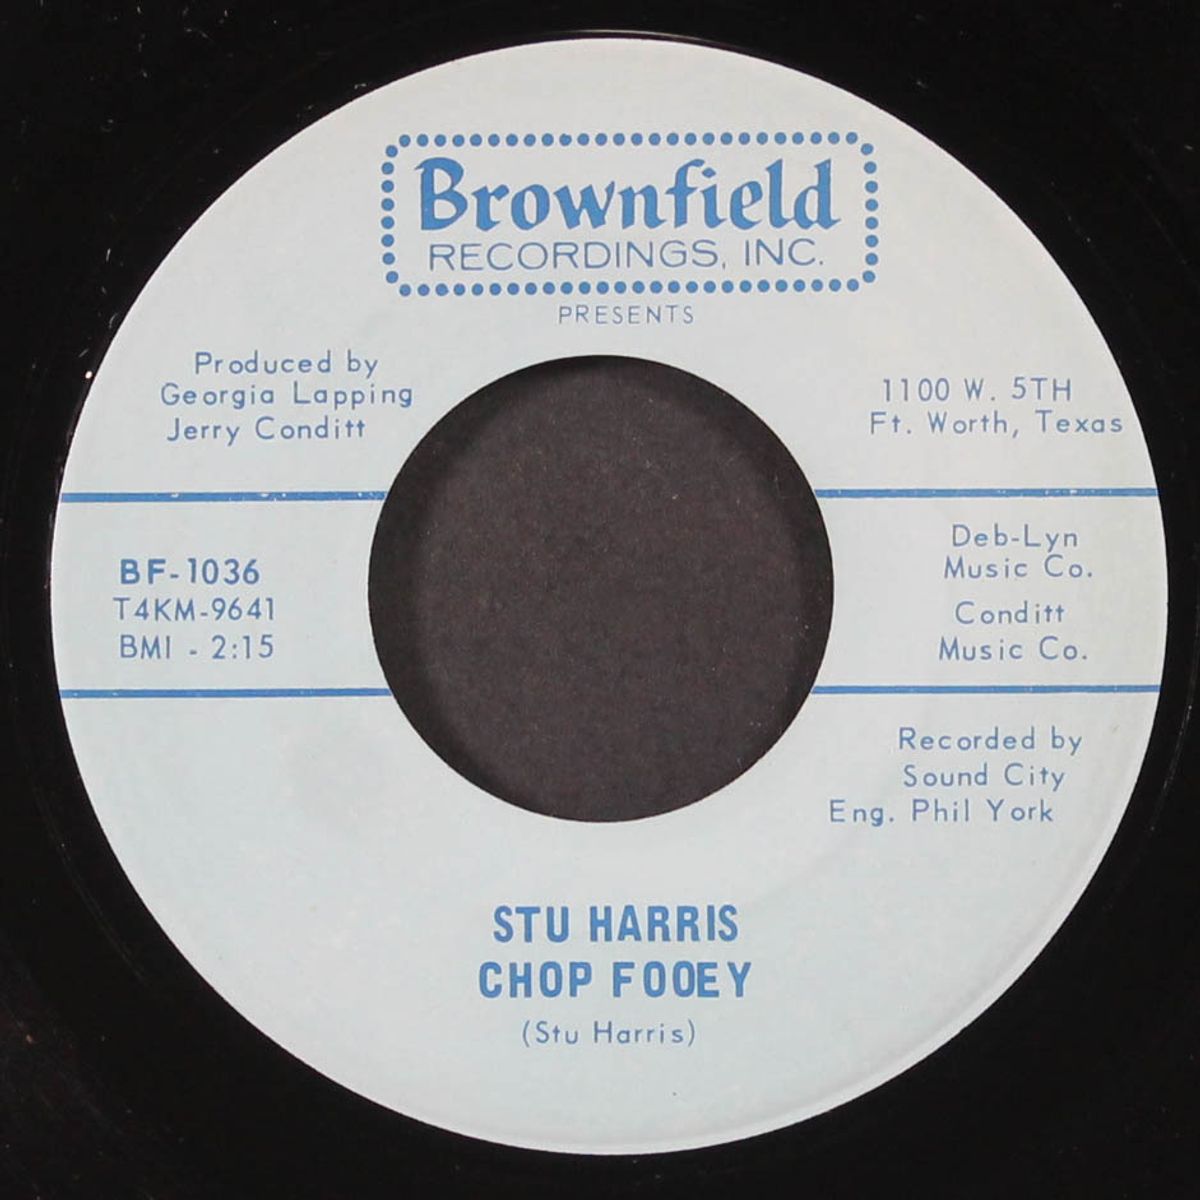 Brownfield
RECORDINGS, INC.
PRESENTS
Produced by
Georgia Lapping
Jerry Conditt
1100 W. 5TH
Ft. Worth, Texas
BF-1036
T4KM-9641
BMI - 2:15
Deb-Lyn
Music Co.
Conditt
Music Co.
Recorded by
Sound City
Eng. Phil York
STU HARRIS
CHOP FOOEY
(Stu Harris)